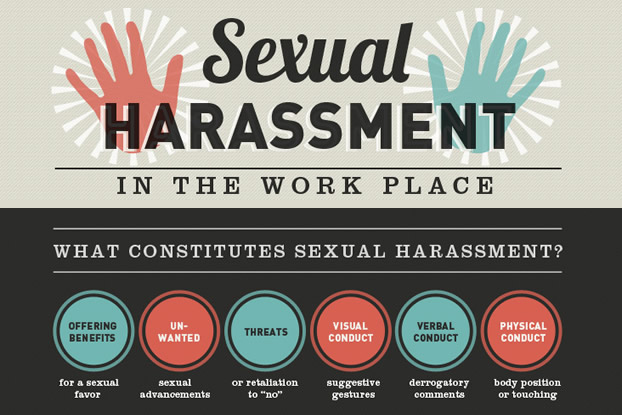 Sexual
HARASSMENT
IN THE WORK PLACE
WHAT CONSTITUTES SEXUAL HARASSMENT?
OFFERING
BENEFITS
for a sexual
favor
UN-
WANTED
sexual
advancements
THREATS
or retaliation
to “no”
VISUAL
CONDUCT
suggestive
gestures
VERBAL
CONDUCT
derrogatory
comments
PHYSICAL
CONDUCT
body position
or touching